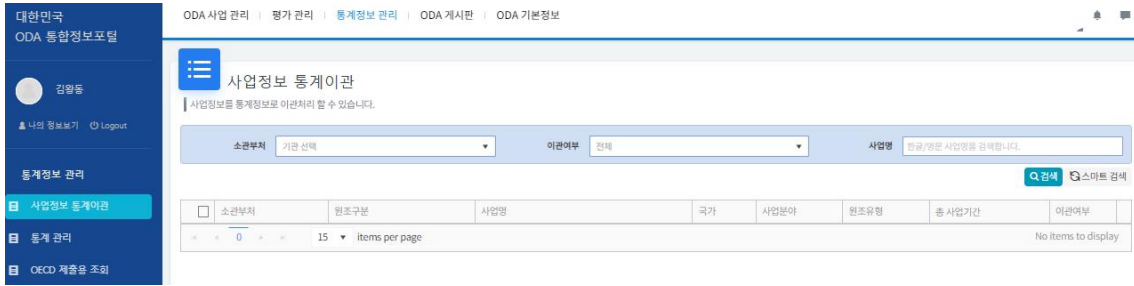 대한민국
ODA 통합정보포털
김왕동
나의 정보보기 Logout
통계정보 관리
사업정보 통계이관
통계 관리
OECD 제출용 조회
ODA 사업 관리 평가 관리 통계정보 관리 ODA 게시판 ODA 기본정보
사업정보 통계이관
사업정보를 통계정보로 이관처리 할 수 있습니다.
소관부처 기관 선택 이관여부 전체 사업명 한글/영문 사업명을 검색합니다.
검색 스마트 검색
소관부처 원조구분 사업명 국가 사업분야 원조유형 총 사업기간 이관여부
0 15 items per page No items to display